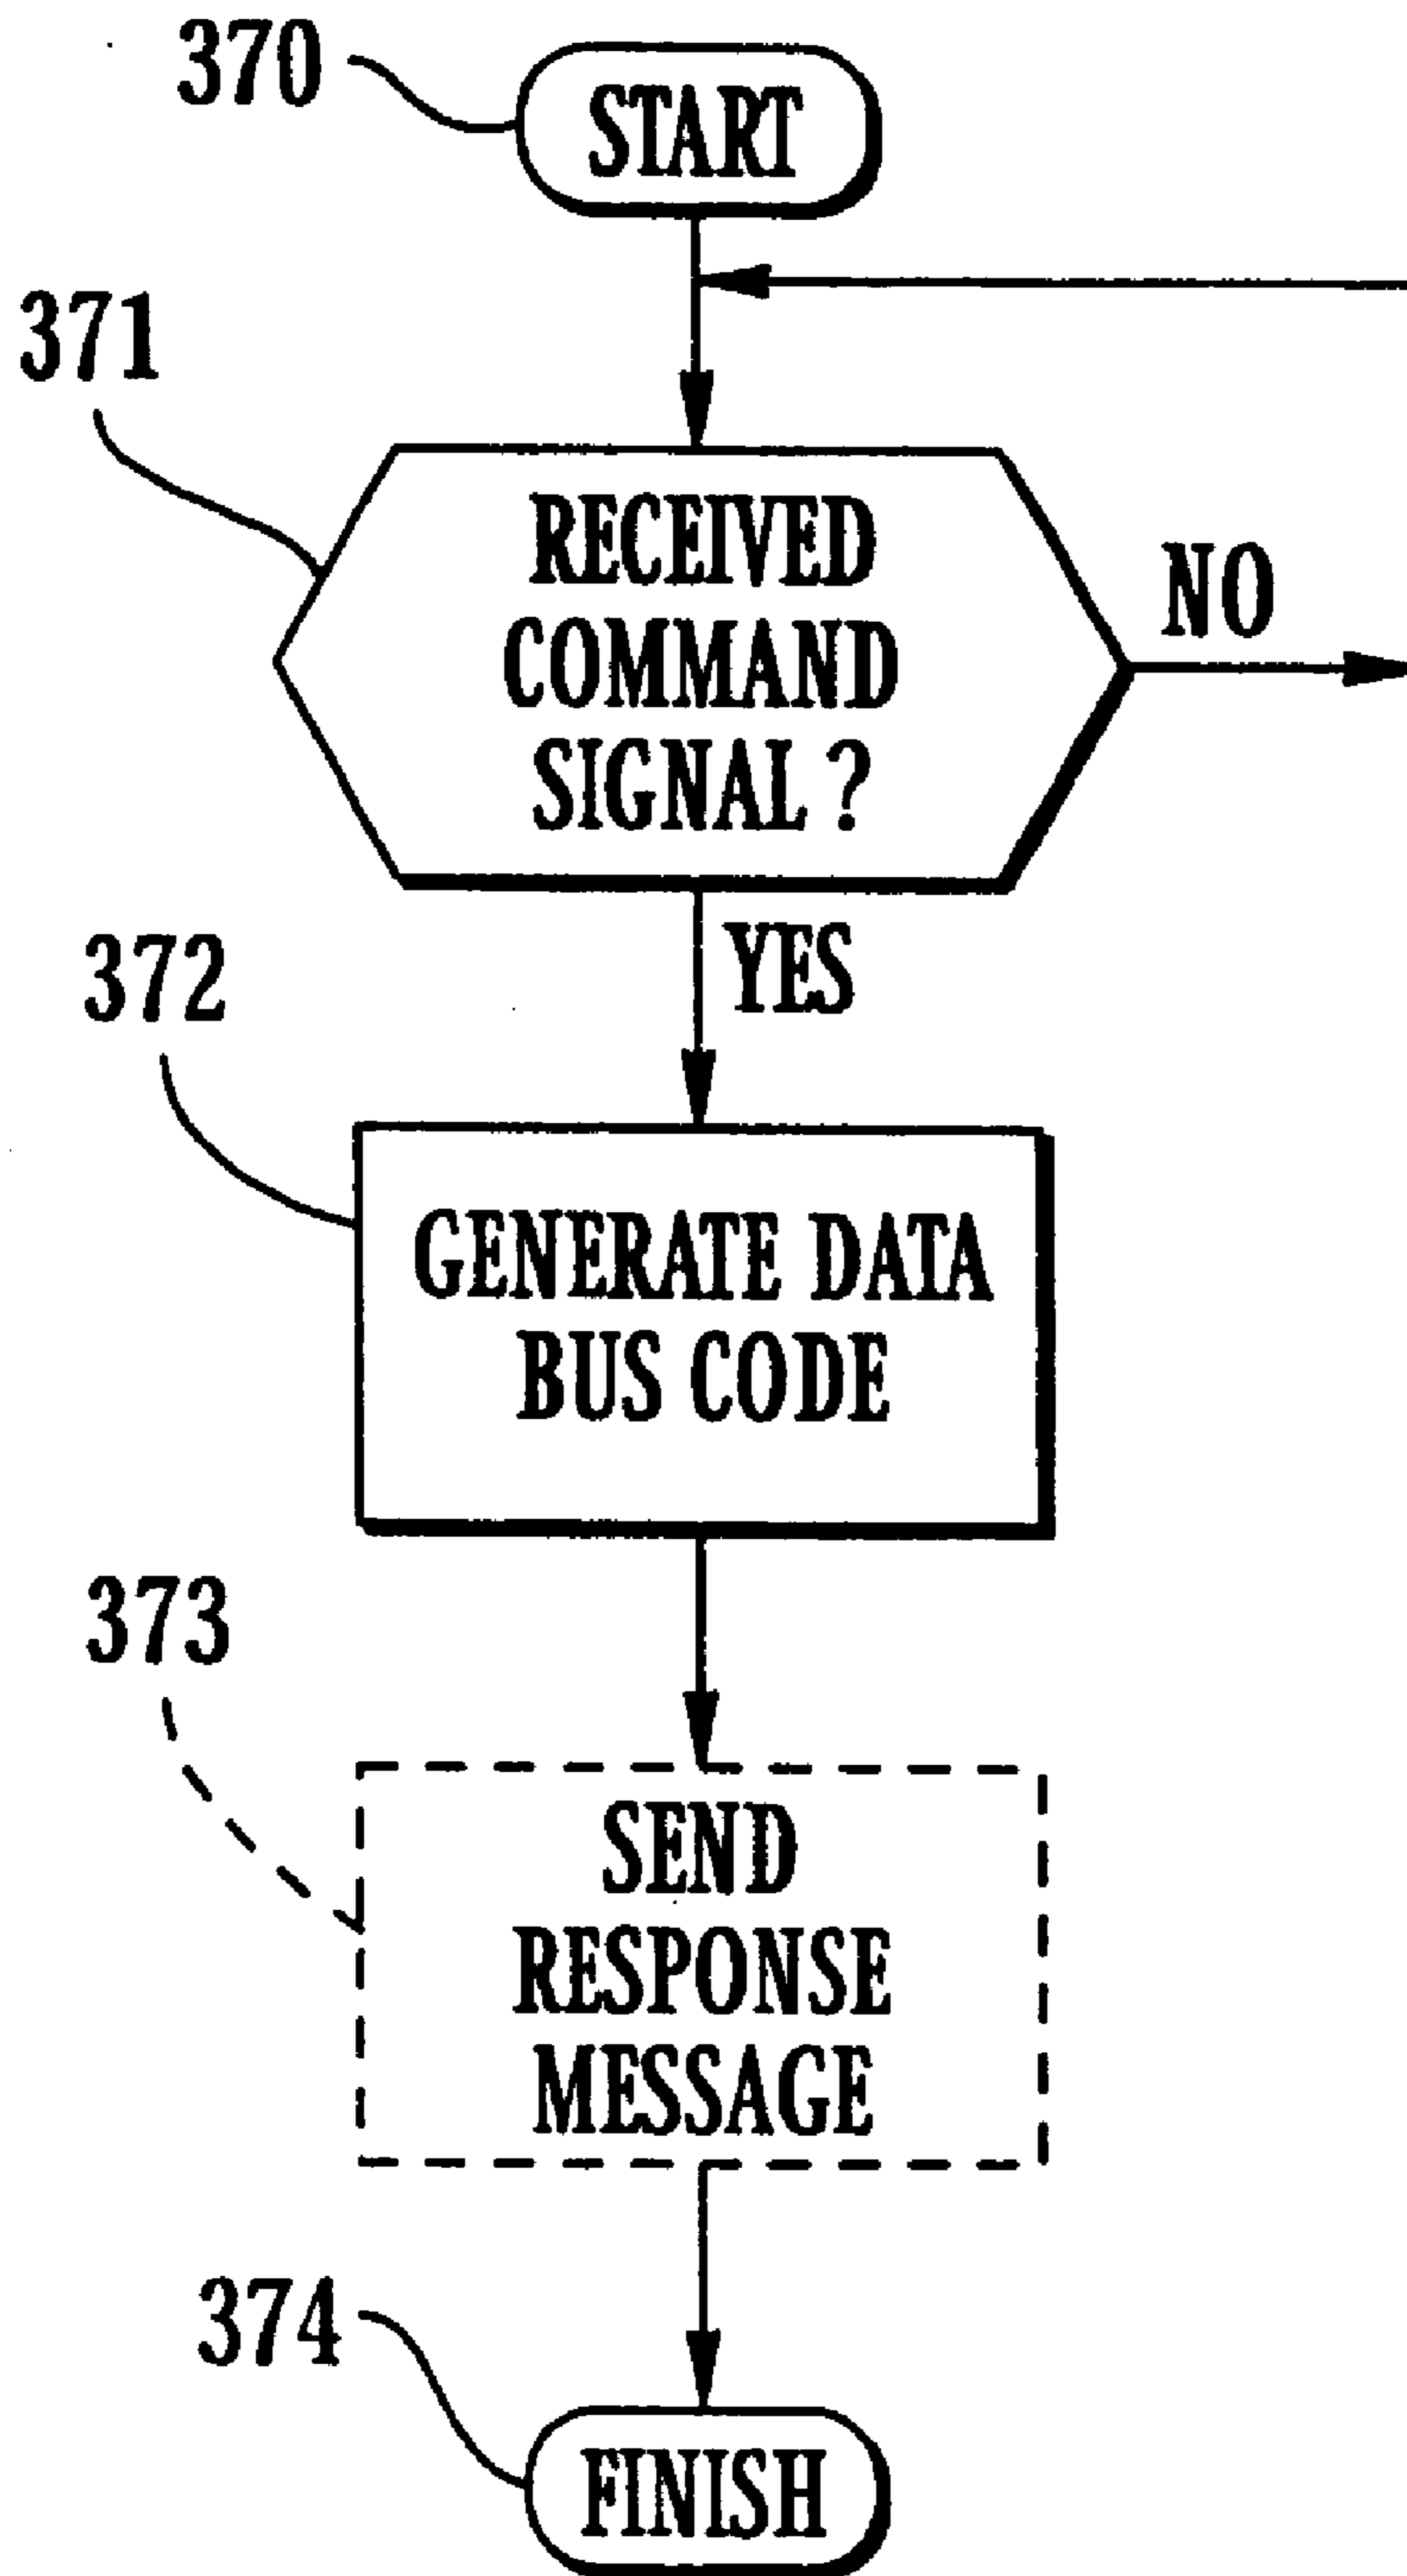 370
START
371
RECEIVED
COMMAND
SIGNAL ?
NO
YES
372
GENERATE DATA
BUS CODE
373
SEND
RESPONSE
MESSAGE
374
FINISH